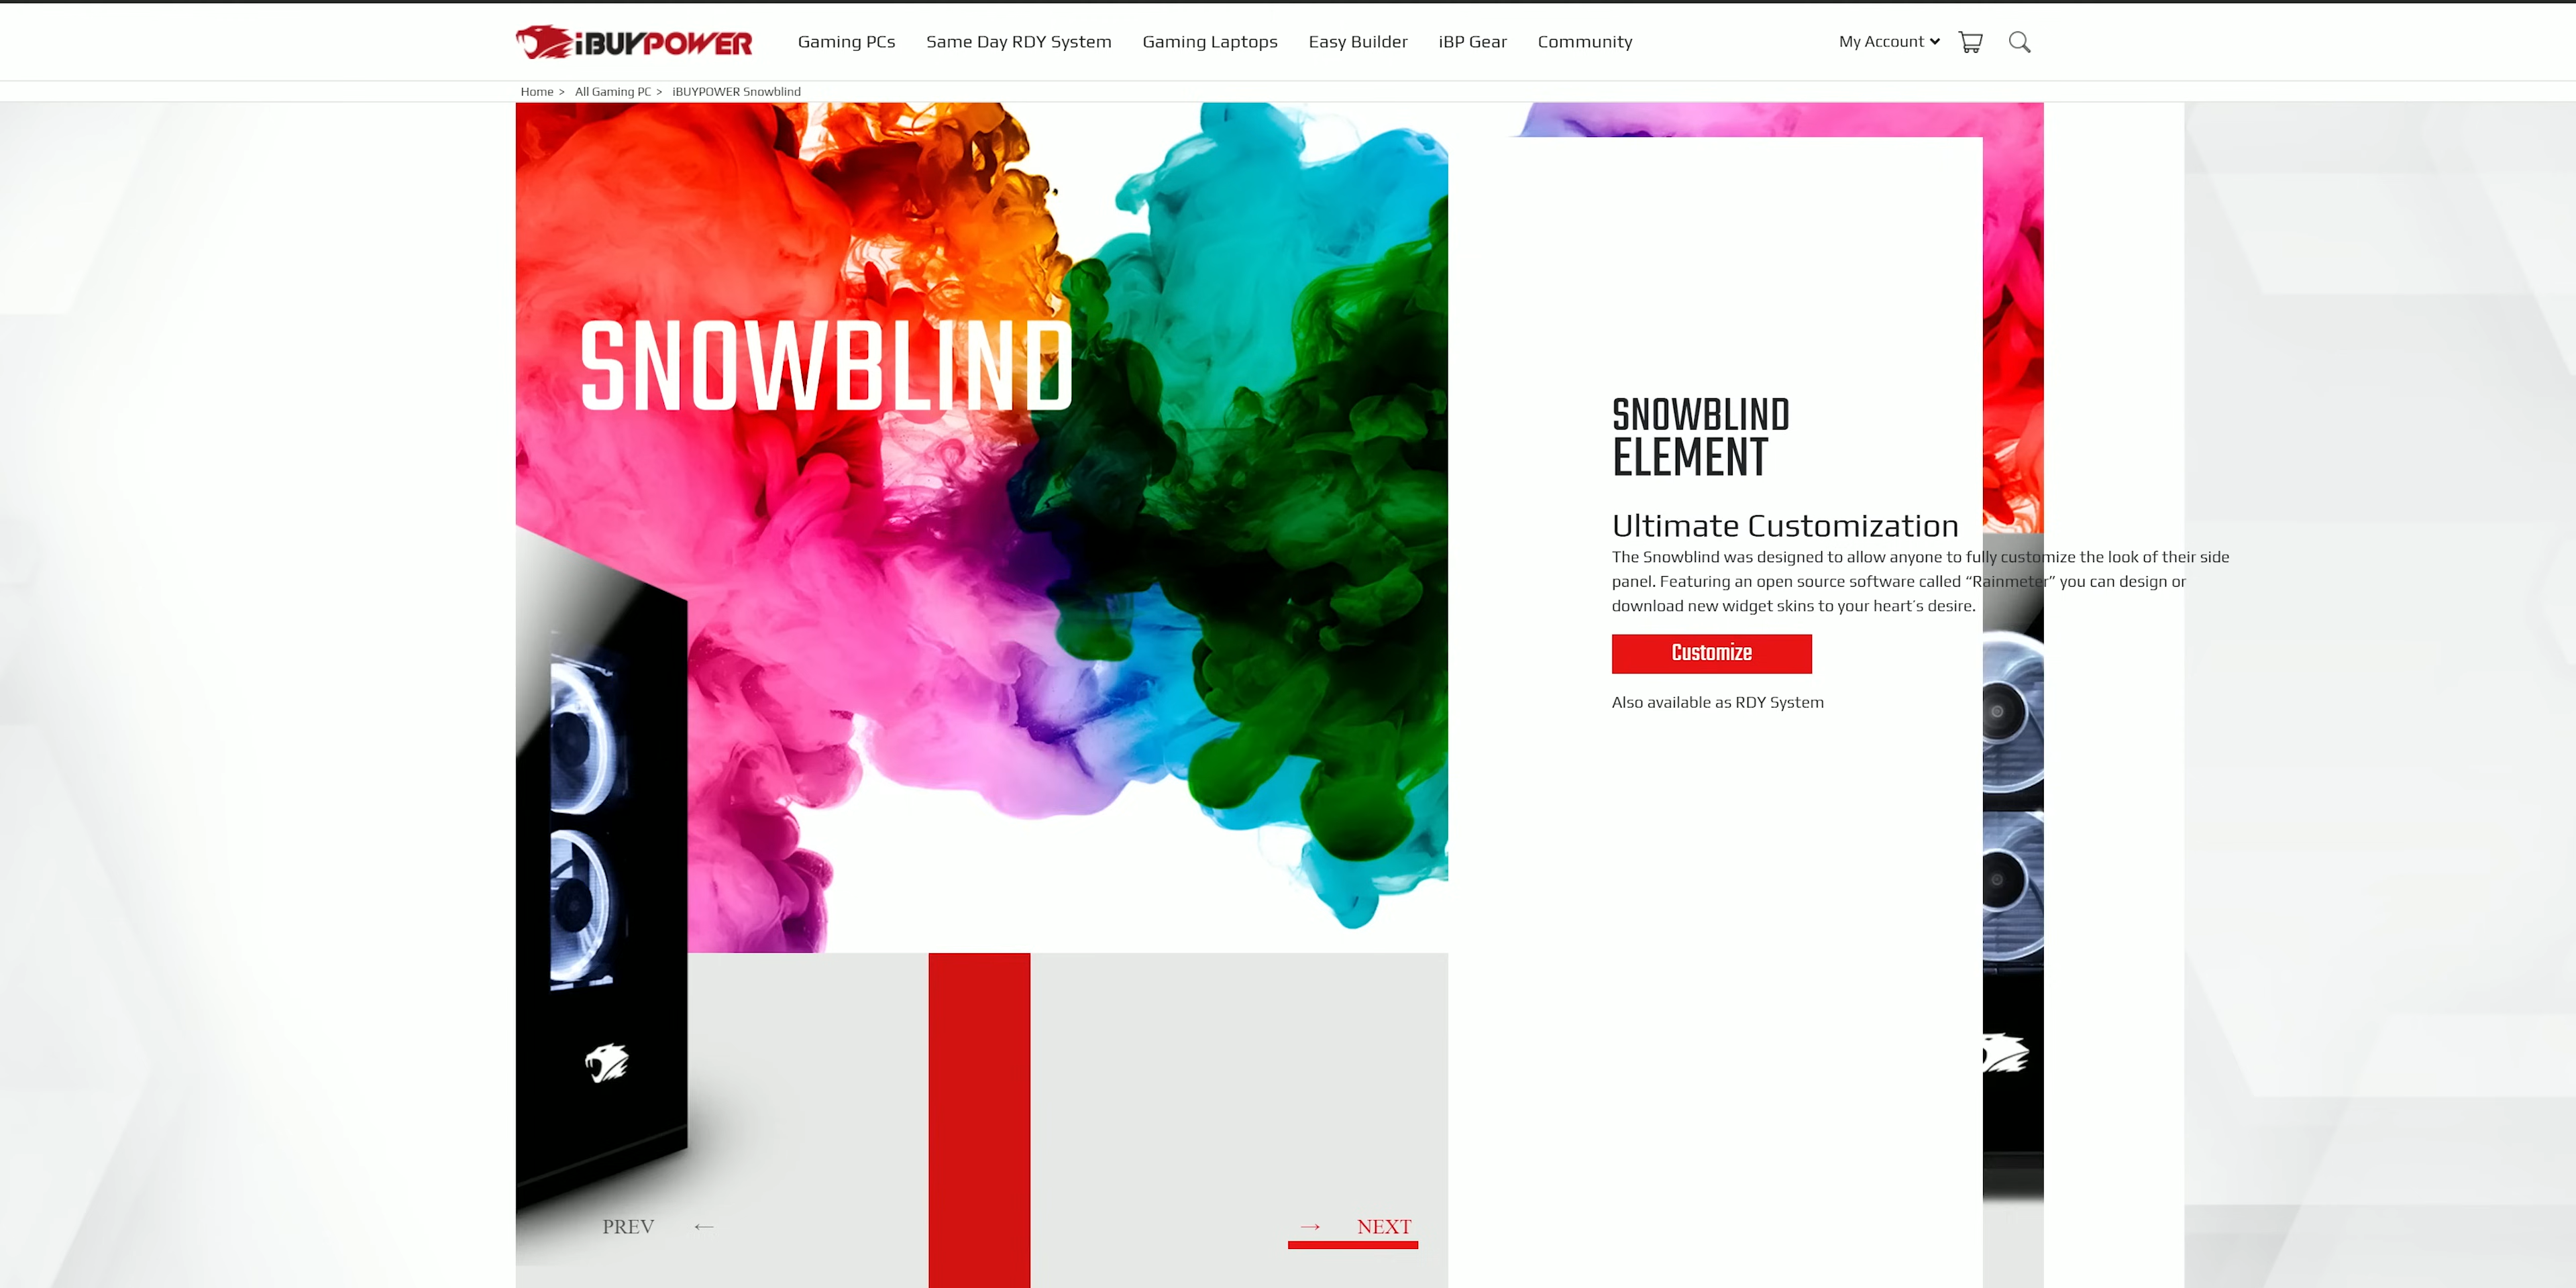 iBUYPOWER
Gaming PCs Same Day RDY System Gaming Laptops Easy Builder iBP Gear Community My Account
Home > All Gaming PC > iBUYPOWER Snowblind
SNOWBLIND
SNOWBLIND
ELEMENT
Ultimate Customization
The Snowblind was designed to allow anyone to fully customize the look of their side
panel. Featuring an open source software called “Rainmeter” you can design or
download new widget skins to your heart's desire.
Customize
Also available as RDY System
PREV ←
→ NEXT